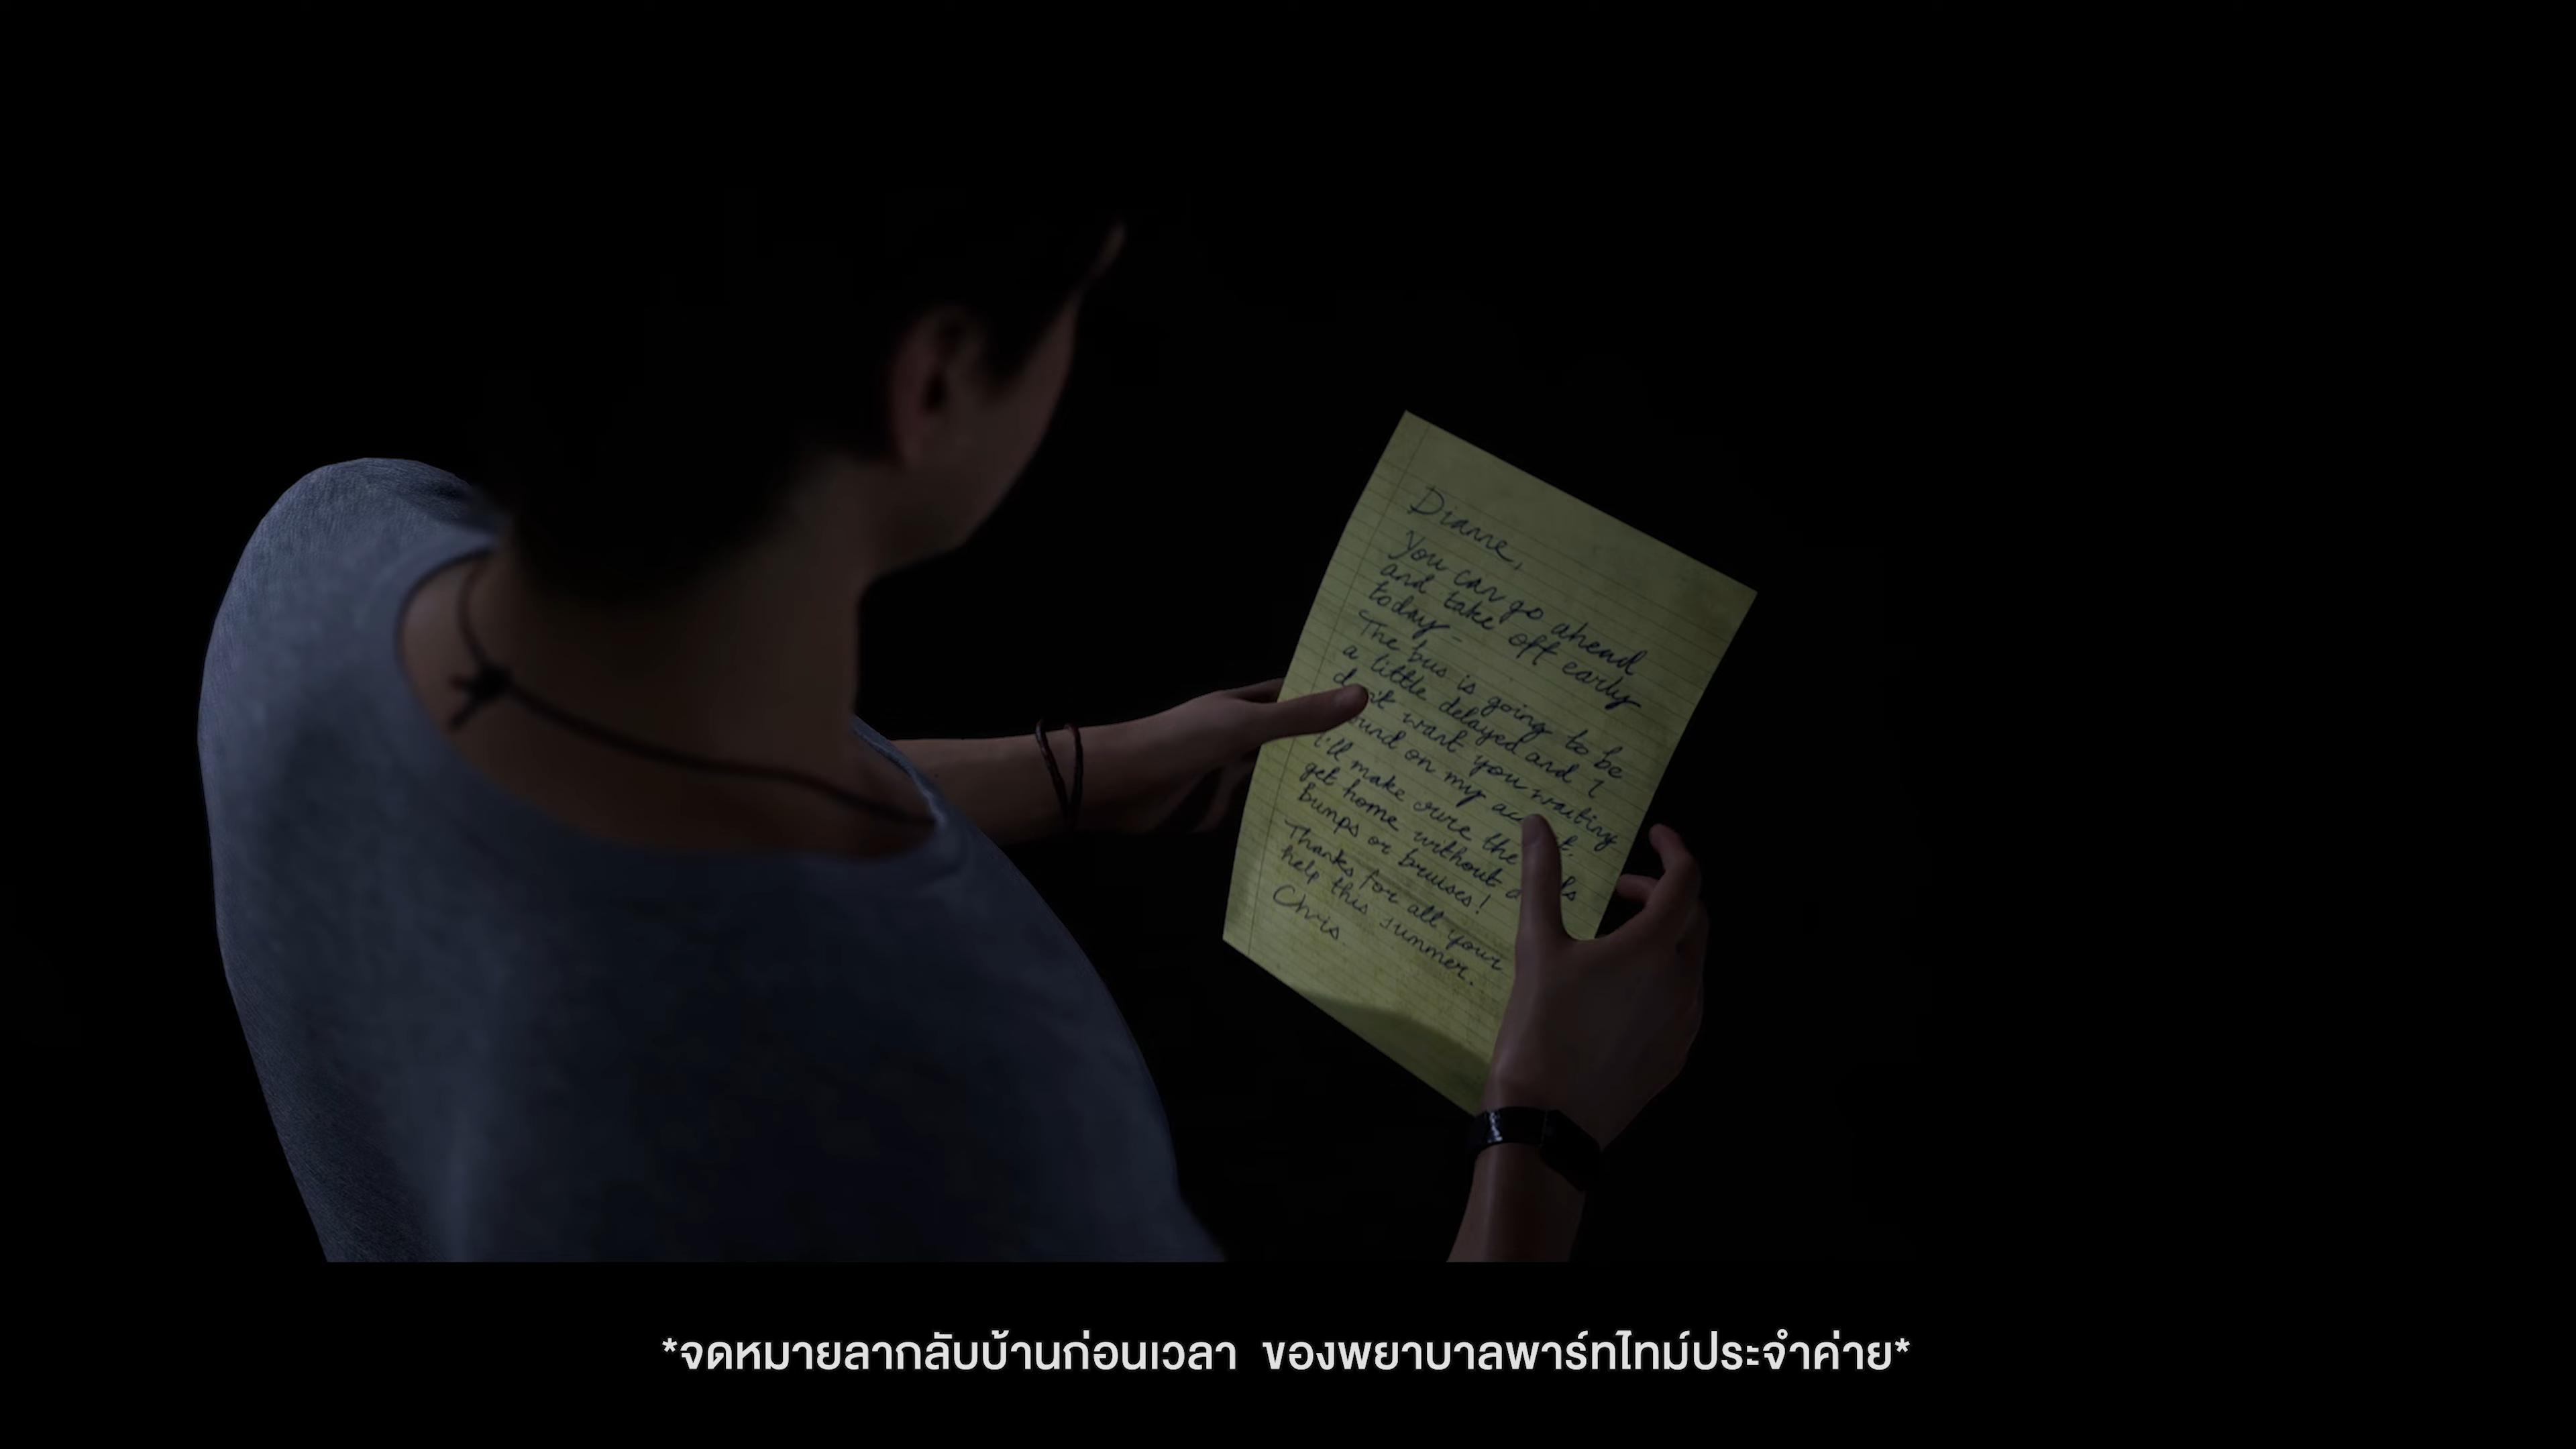 Dianne,
You can go ahead
and take off early
today-
The bus is going to be
a little delayed and I
don't want you waiting
ound on my acc t.
I'll make sure the ds
get home without
bumps or bruises!
Thanks for all your
help this summer.
Chris
*จดหมายลากลับบ้านก่อนเวลา ของพยาบาลพาร์ทไทม์ประจำค่าย*